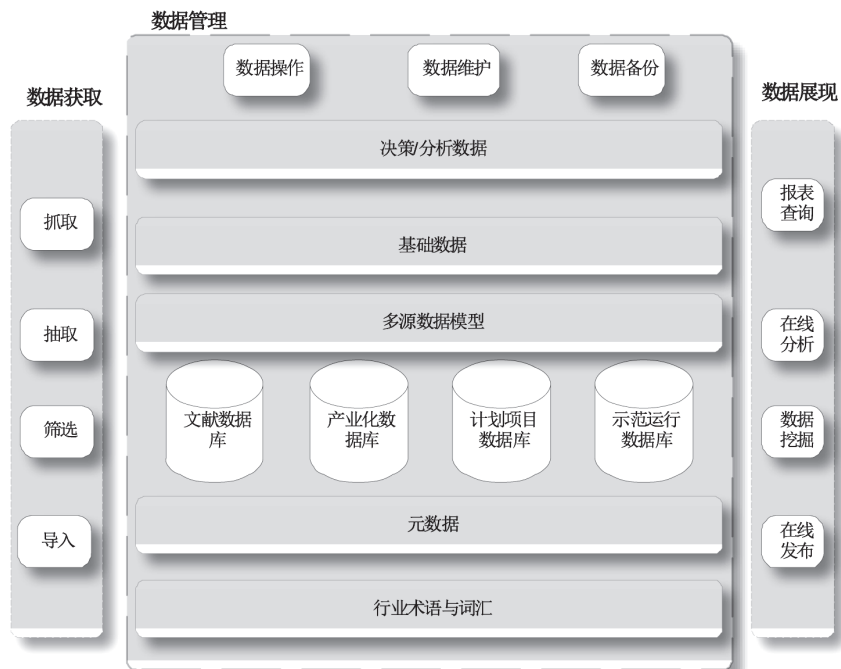 数据管理
数据操作
数据维护
数据备份
数据获取
数据展现
决策/分析数据
抓取
报表
查询
基础数据
多源数据模型
抽取
在线
分析
文献数据
库
产业化数
据库
计划项目
数据库
示范运行
数据库
筛选
数据
挖掘
元数据
导入
在线
发布
行业术语与词汇